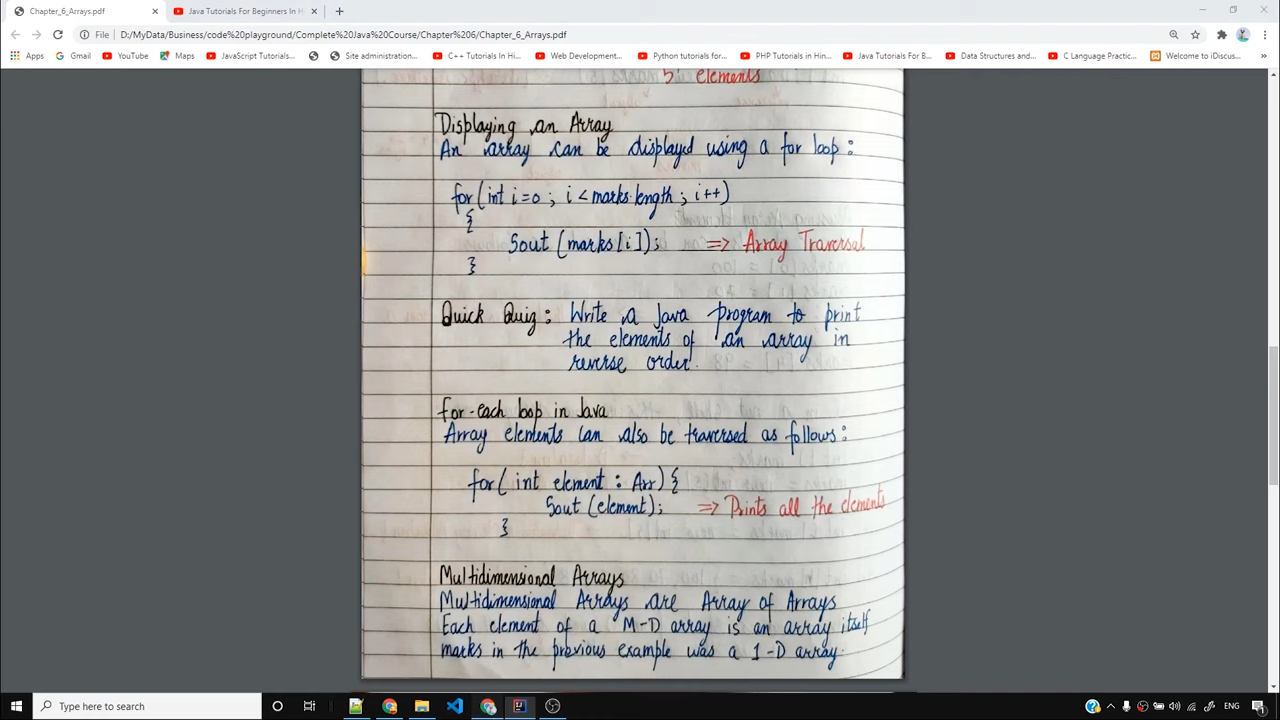 Chapter_6_Arrays.pdf
Java Tutorials For Beginners In H
File
D:/MyData/Business/code%20playground/Complete%20Java%20Course/Chapter%206/Chapter_6_Arrays.pdf
Apps
Gmail
YouTube
Maps
JavaScript Tutorials...
Site administration...
C++ Tutorials In Hi...
Web Development...
Python tutorials for...
PHP Tutorials in Hin...
Java Tutorials For B...
Data Structures and...
C Language Practic...
Welcome to iDiscus...
5 elements
Displaying an Array
An array can be displayed using a for loop :
for (int i=0 ; i < marks.length ; i++)
{
Sout (marks [i]); => Array Traversal
}
Quick Quiz : Write a Java program to print
the elements of an array in
reverse order.
for-each loop in Java
Array elements can also be traversed as follows :
for ( int element : Arr) {
Sout (element); => Prints all the elements
}
Multidimensional Arrays
Multidimensional Arrays are Array of Arrays
Each element of a M-D array is an array itself
marks in the previous example was a 1-D array.
Type here to search
ENG